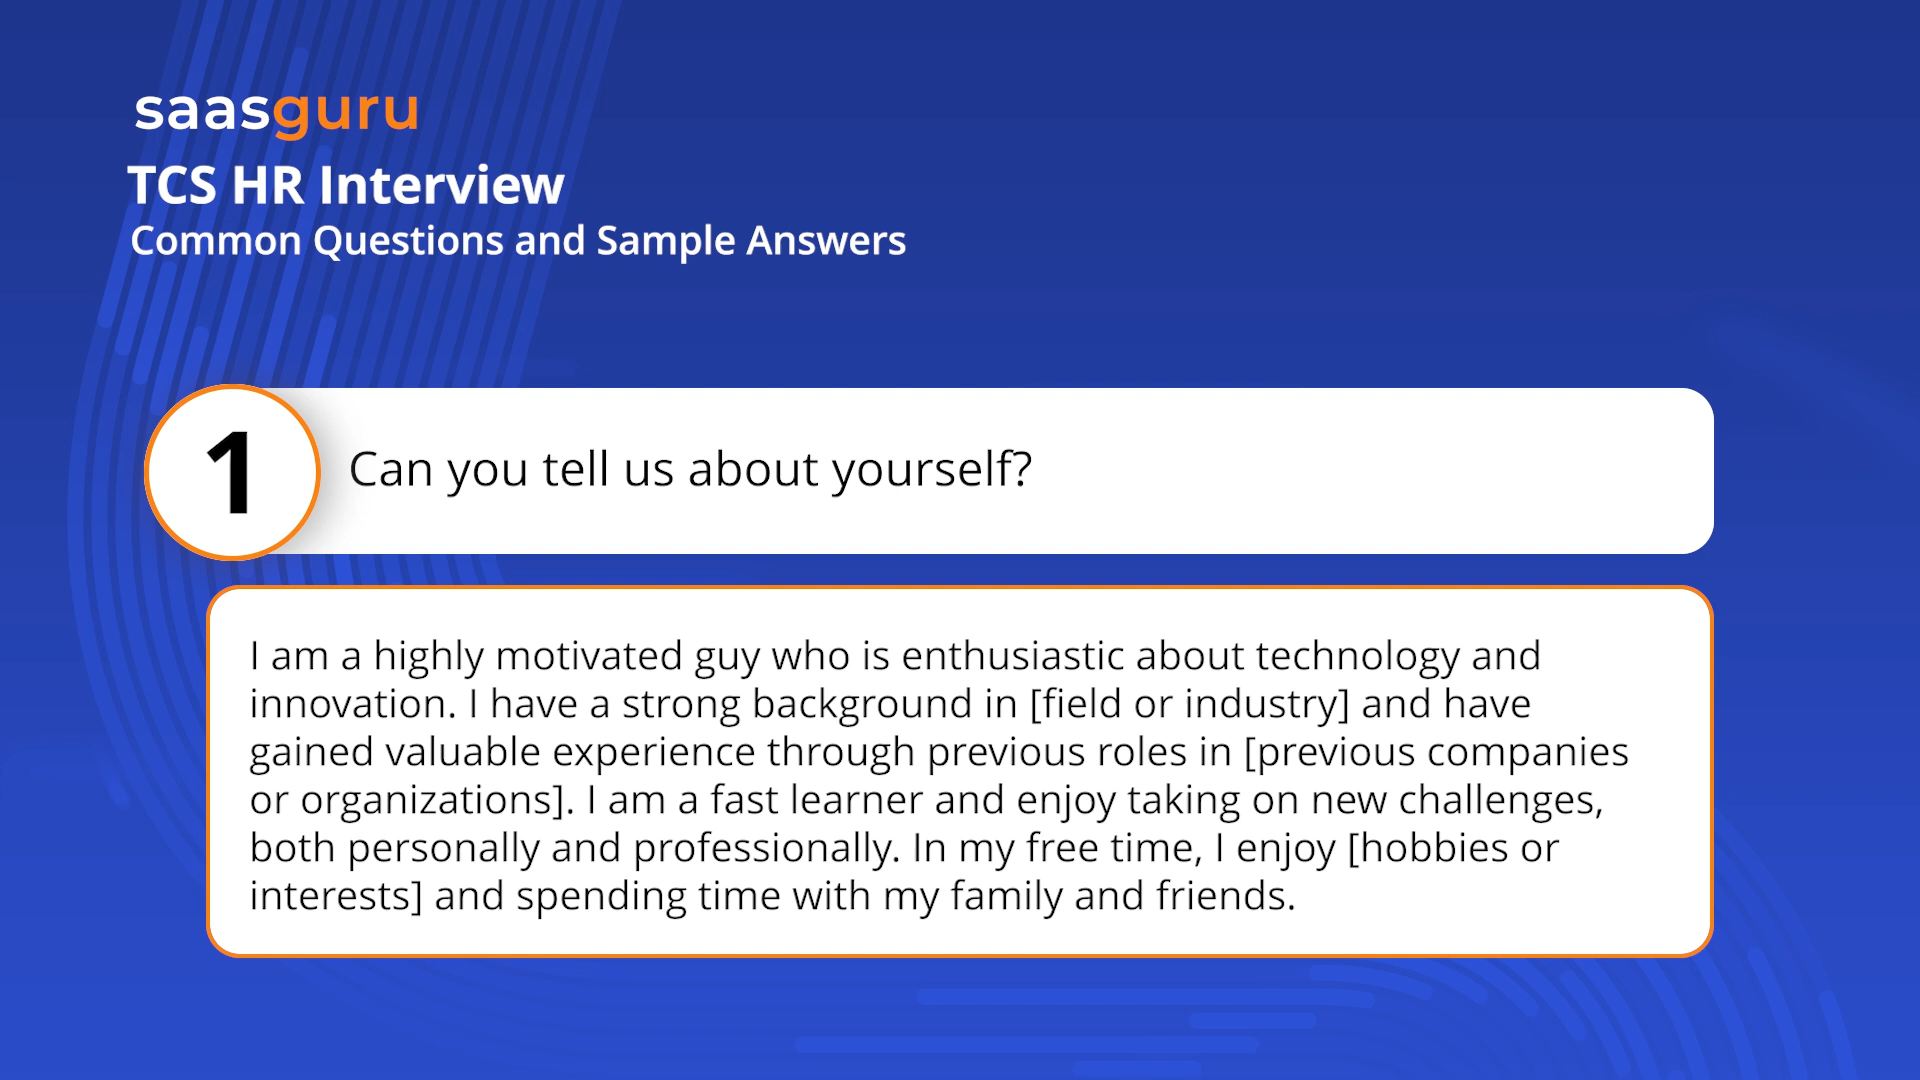 saasguru
TCS HR Interview
Common Questions and Sample Answers
1
Can you tell us about yourself?
I am a highly motivated guy who is enthusiastic about technology and
innovation. I have a strong background in [field or industry] and have
gained valuable experience through previous roles in [previous companies
or organizations]. I am a fast learner and enjoy taking on new challenges,
both personally and professionally. In my free time, I enjoy [hobbies or
interests] and spending time with my family and friends.